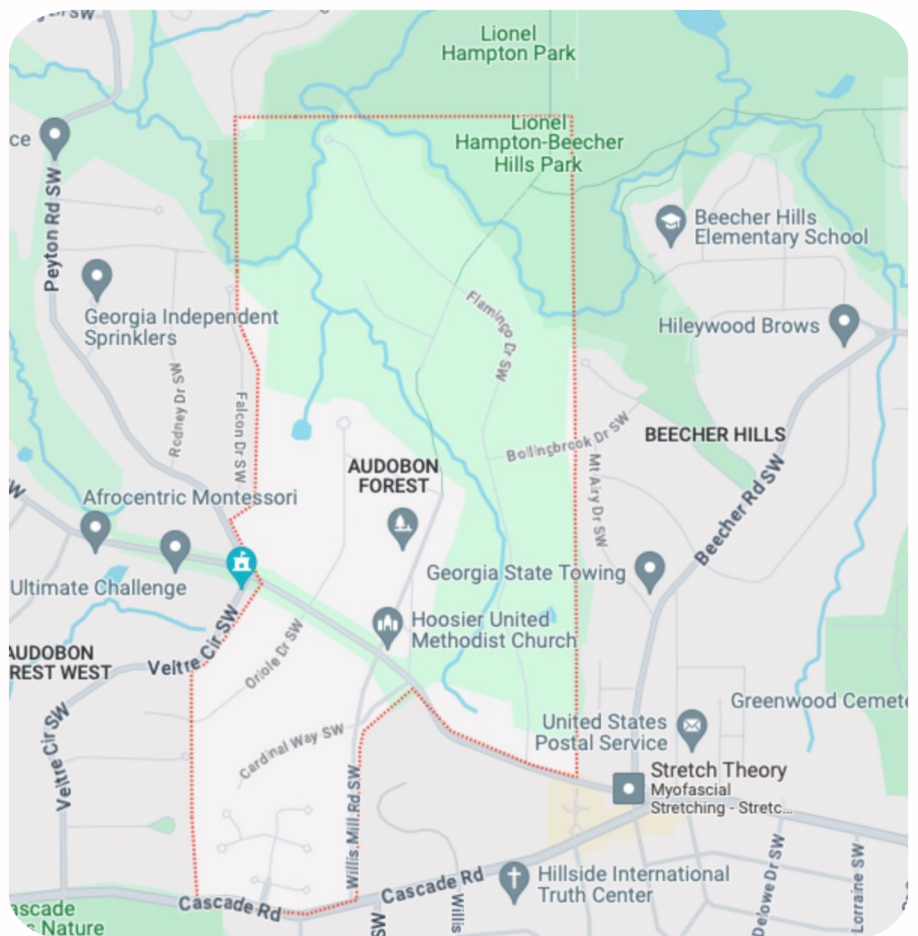 Lionel
Hampton Park
Lionel
Hampton-Beecher
Hills Park
ce
Peyton Rd SW
Beecher Hills
Elementary School
Georgia Independent
Sprinklers
Flamingo Dr SW
Hileywood Brows
Rodney Dr SW
Falcon Dr SW
Bollingbrook Dr SW
BEECHER HILLS
AUDOBON
FOREST
Mt Airy Dr SW
Beecher Rd SW
W
Afrocentric Montessori
Ultimate Challenge
Georgia State Towing
Hoosier United
Methodist Church
AUDOBON
REST WEST
Veltre Cir SW
Oriole Dr SW
Greenwood Cemete
Veltre Cir SW
United States
Postal Service
Cardinal Way SW
Stretch Theory
Myofascial
Stretching - Stretc...
Willis Mill Rd SW
Hillside International
Truth Center
Cascade Rd
Cascade Rd
Delowe Dr SW
Lorraine SW
Willis
SW
ascade
s Nature